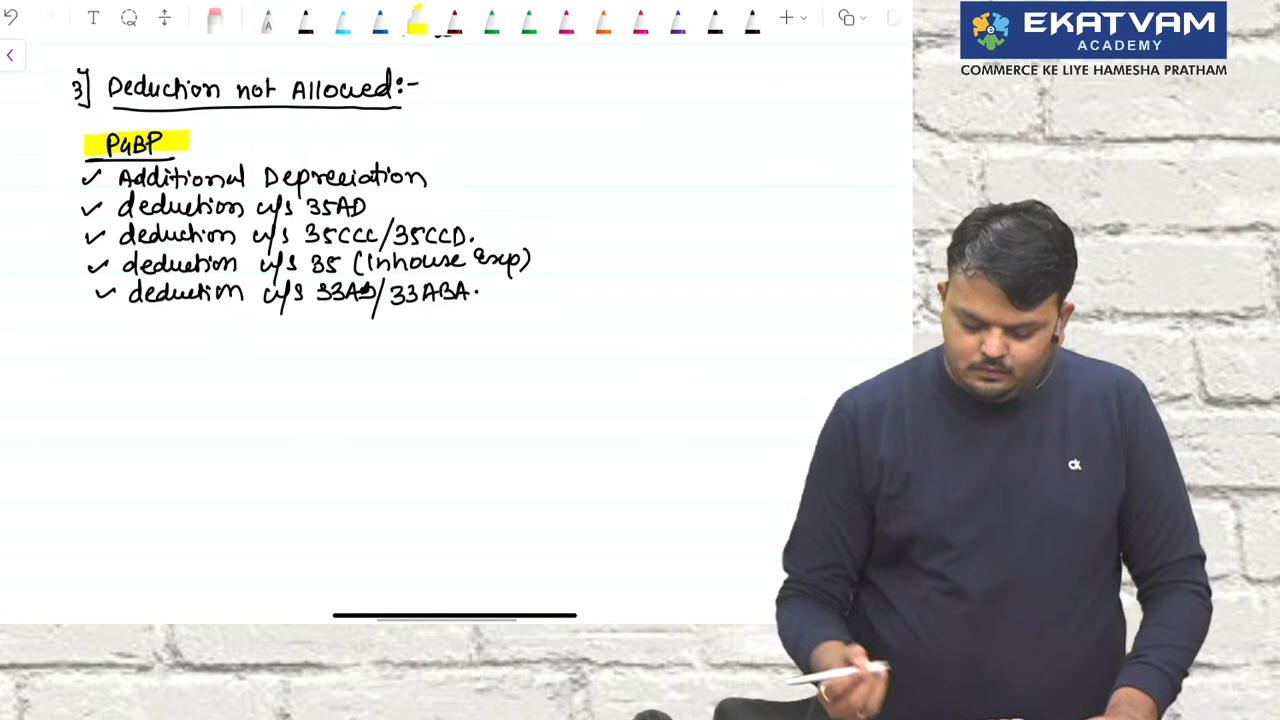 EKATVAM
ACADEMY
COMMERCE KE LIYE HAMESHA PRATHAM
3] Deduction not Allowed:-
PGBP
✓ Additional Depreciation
✓ deduction u/s 35AD
✓ deduction u/s 35CCC/35CCD.
✓ deduction u/s 35 (Inhouse Exp)
✓ deduction u/s 33AB/33ABA.